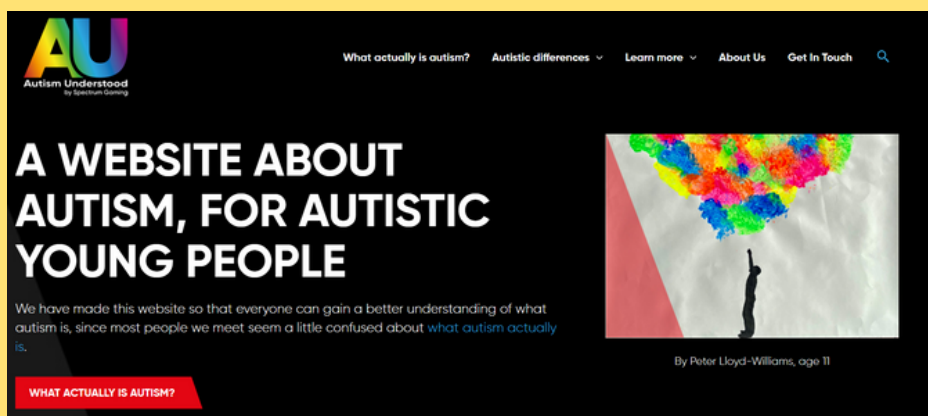 AU
Autism Understood
by Spectrum Gaming
What actually is autism? Autistic differences Learn more About Us Get In Touch
A WEBSITE ABOUT
AUTISM, FOR AUTISTIC
YOUNG PEOPLE
We have made this website so that everyone can gain a better understanding of what
autism is, since most people we meet seem a little confused about what autism actually
is.
WHAT ACTUALLY IS AUTISM?
By Peter Lloyd-Williams, age 11